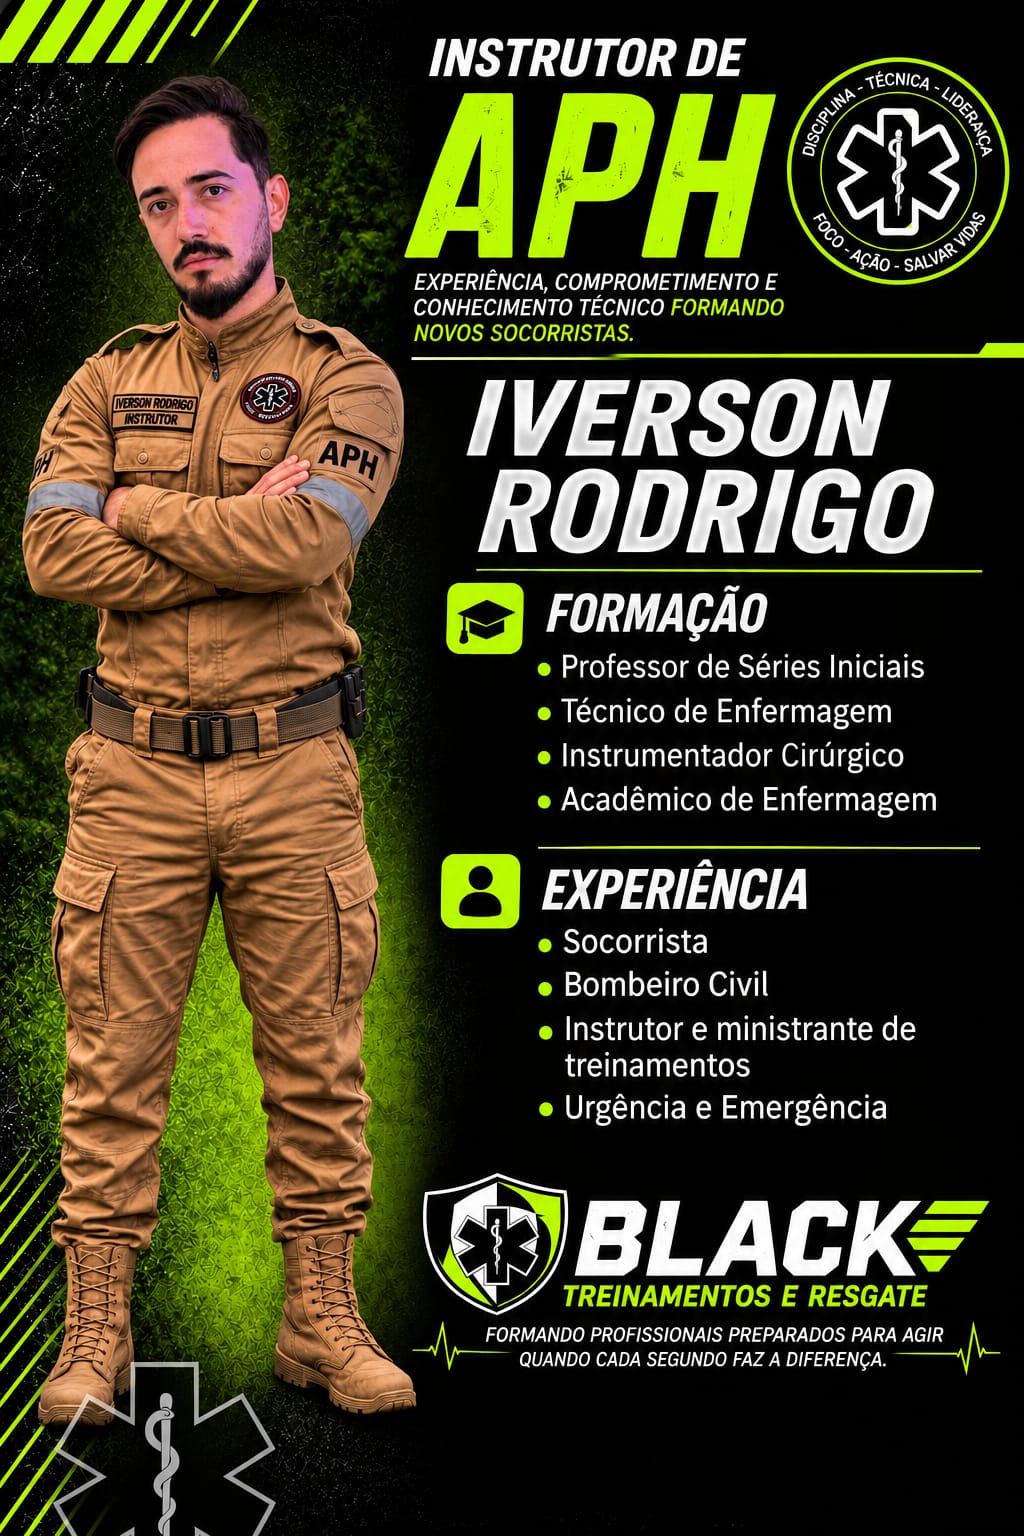 INSTRUTOR DE
APH
DISCIPLINA - TÉCNICA - LIDERANÇA
FOCO - AÇÃO - SALVAR VIDAS
EXPERIÊNCIA, COMPROMETIMENTO E
CONHECIMENTO TÉCNICO FORMANDO
NOVOS SOCORRISTAS.
IVERSON RODRIGO
INSTRUTOR
APH
PH
IVERSON
RODRIGO
FORMAÇÃO
Professor de Séries Iniciais
Técnico de Enfermagem
Instrumentador Cirúrgico
Acadêmico de Enfermagem
EXPERIÊNCIA
Socorrista
Bombeiro Civil
Instrutor e ministrante de
treinamentos
Urgência e Emergência
BLACK
TREINAMENTOS E RESGATE
FORMANDO PROFISSIONAIS PREPARADOS PARA AGIR
QUANDO CADA SEGUNDO FAZ A DIFERENÇA.